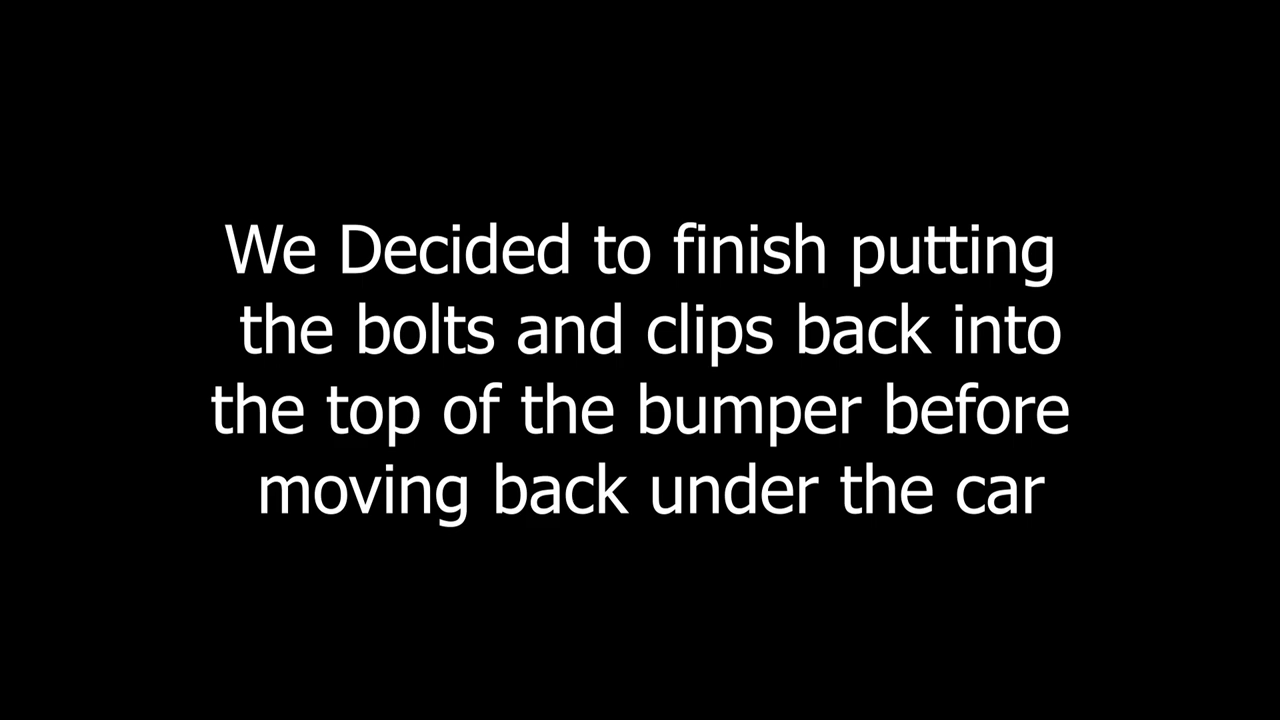 We Decided to finish putting
the bolts and clips back into
the top of the bumper before
moving back under the car